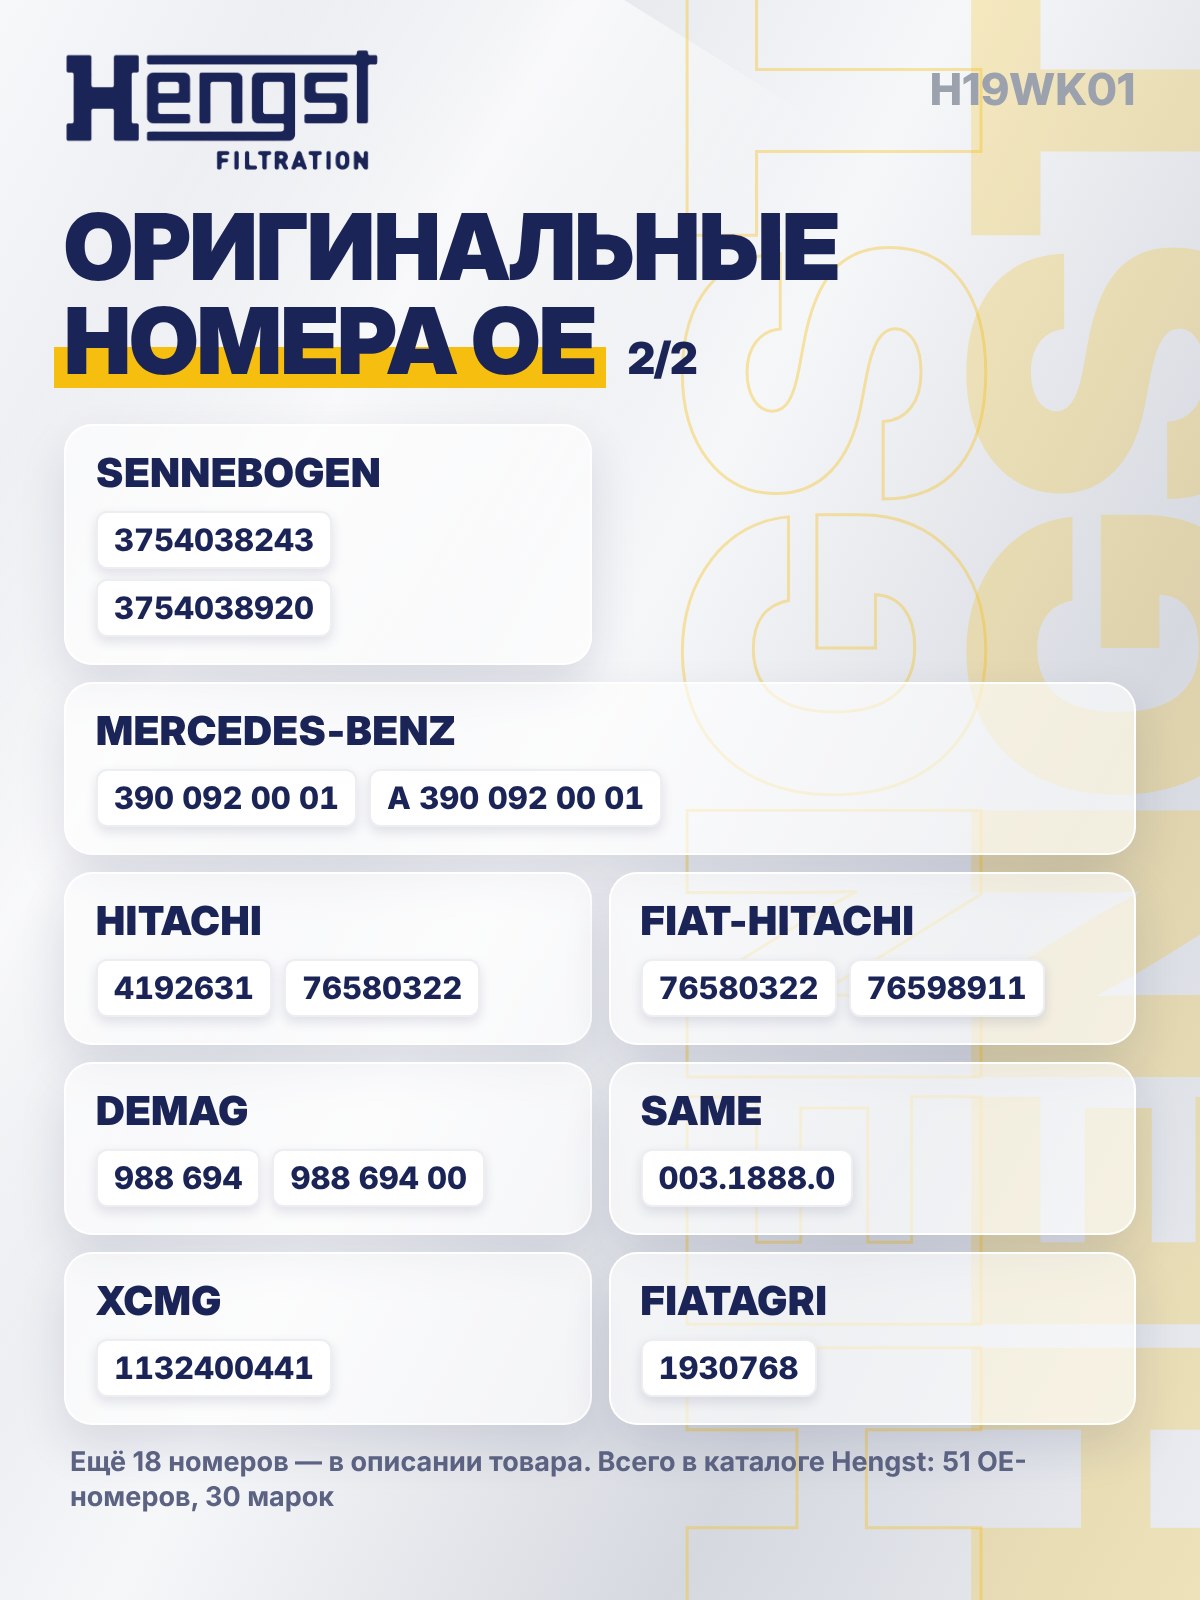 Hengst
FILTRATION
H19WK01
ОРИГИНАЛЬНЫЕ
НОМЕРА OE 2/2
SENNEBOGEN
3754038243
3754038920
MERCEDES-BENZ
390 092 00 01
A 390 092 00 01
HITACHI
4192631
76580322
FIAT-HITACHI
76580322
76598911
DEMAG
988 694
988 694 00
SAME
003.1888.0
XCMG
1132400441
FIATAGRI
1930768
Ещё 18 номеров — в описании товара. Всего в каталоге Hengst: 51 OE-
номеров, 30 марок
HENGST